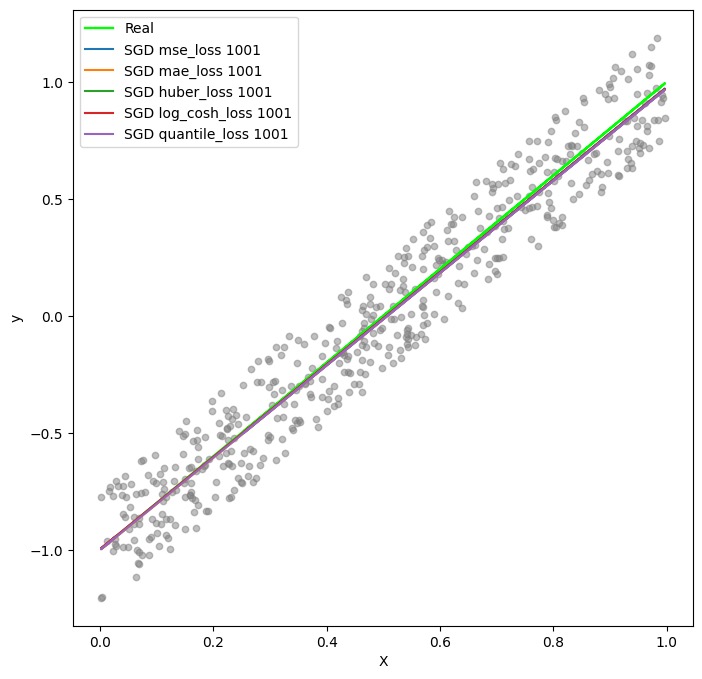 Real
SGD mse_loss 1001
SGD mae_loss 1001
SGD huber_loss 1001
SGD log_cosh_loss 1001
SGD quantile_loss 1001
1.0
0.5
0.0
−0.5
−1.0
y
0.0 0.2 0.4 0.6 0.8 1.0
X